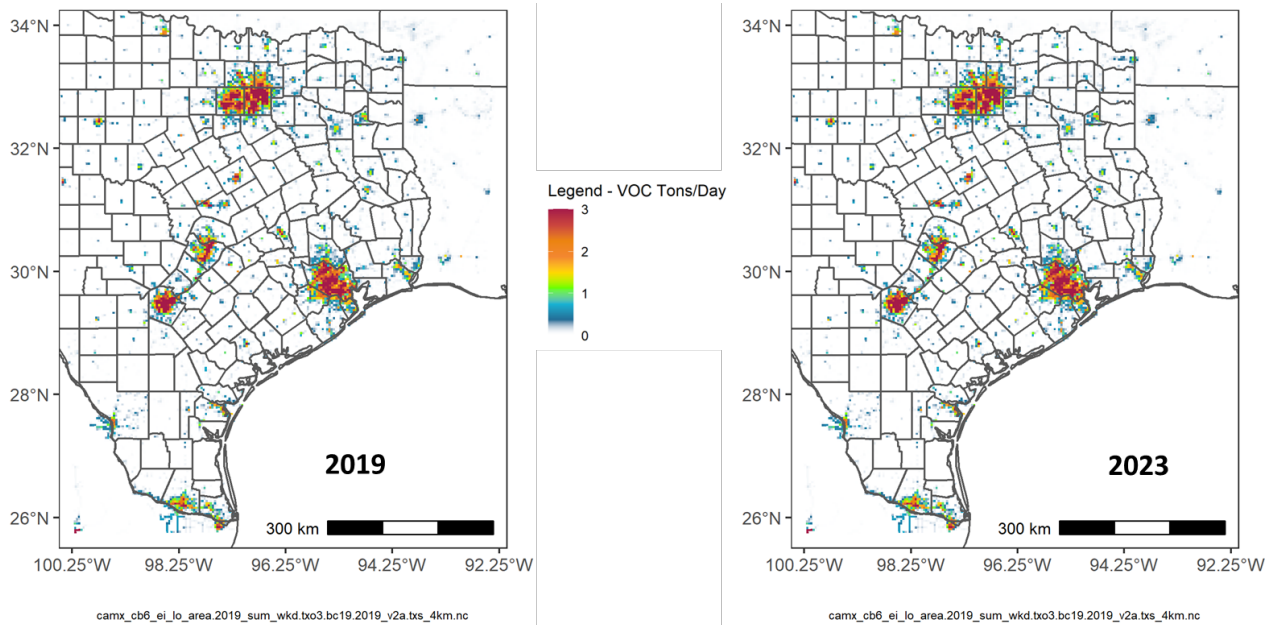 34°N
32°N
30°N
28°N
26°N
2019
300 km
100.25°W 98.25°W 96.25°W 94.25°W 92.25°W
camx_cb6_ei_lo_area.2019_sum_wkd.txo3.bc19.2019_v2a.txs_4km.nc
Legend - VOC Tons/Day
3
2
1
0
34°N
32°N
30°N
28°N
26°N
2023
300 km
100.25°W 98.25°W 96.25°W 94.25°W 92.25°W
camx_cb6_ei_lo_area.2019_sum_wkd.txo3.bc19.2019_v2a.txs_4km.nc